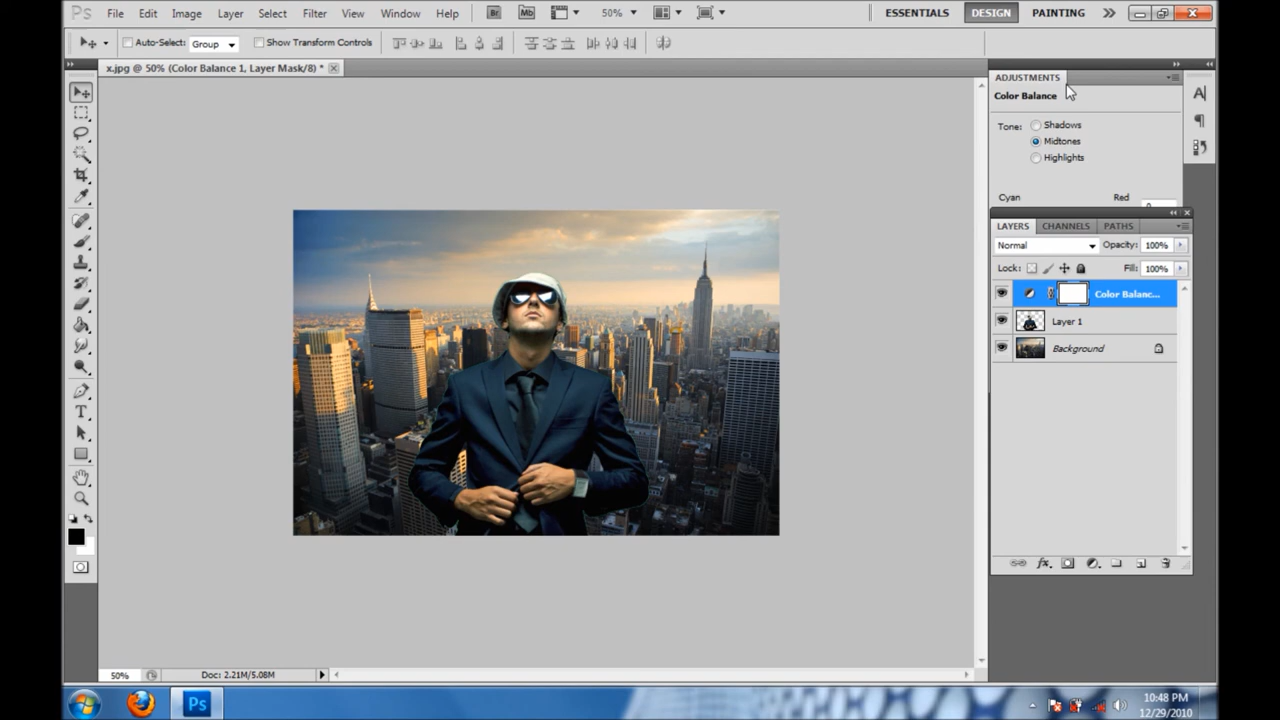 Ps File Edit Image Layer Select Filter View Window Help Br Mb 50% ESSENTIALS DESIGN PAINTING
Auto-Select: Group Show Transform Controls
x.jpg @ 50% (Color Balance 1, Layer Mask/8) *
ADJUSTMENTS
Color Balance
Tone: Shadows
Midtones
Highlights
Cyan Red
LAYERS CHANNELS PATHS
Normal Opacity: 100%
Lock: Fill: 100%
Color Balanc...
Layer 1
Background
50% Doc: 2.21M/5.08M
Ps
10:48 PM
12/29/2010